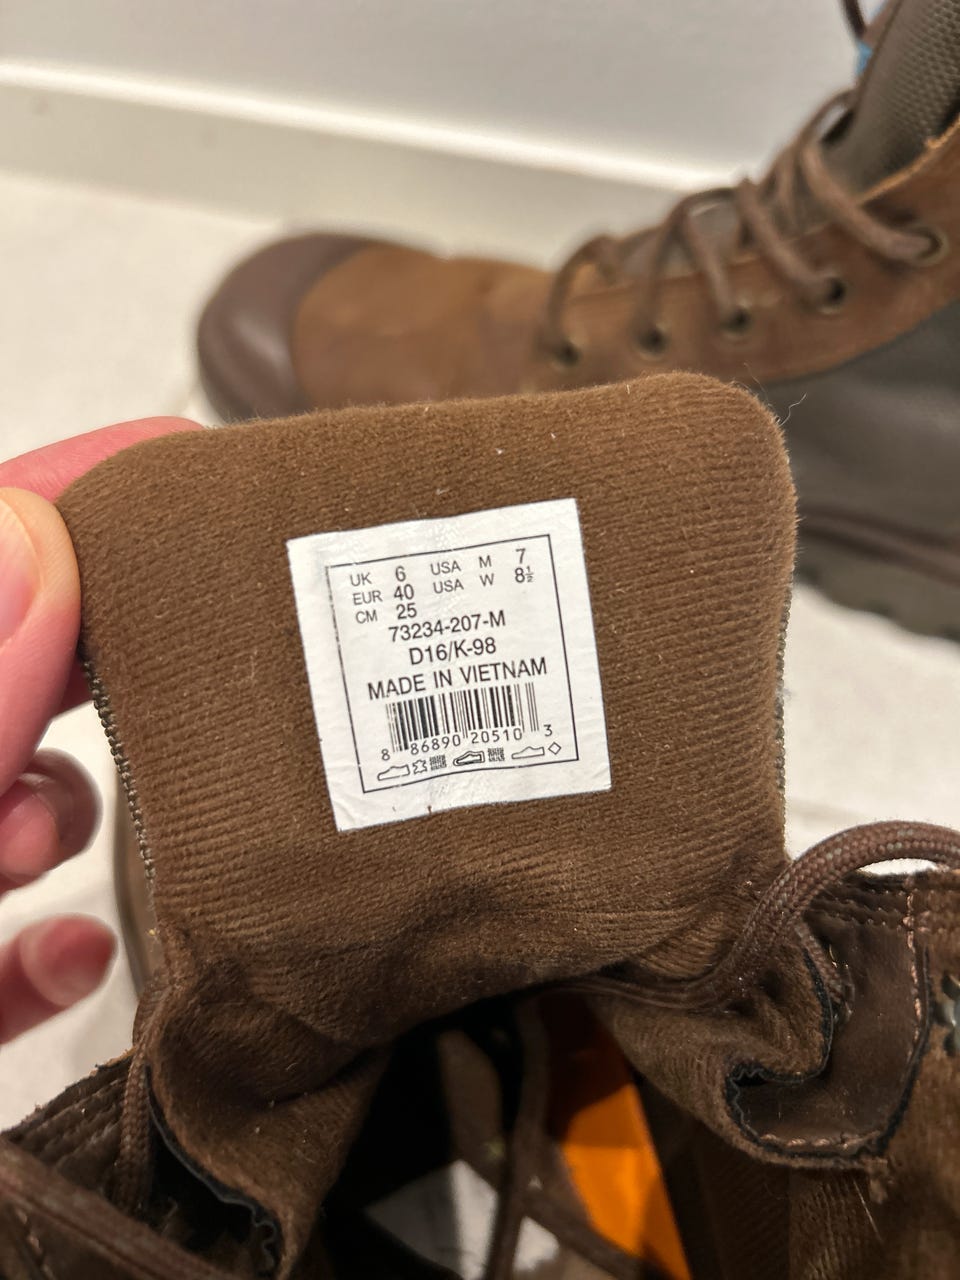 UK 6 USA M 7
EUR 40 USA W 8½
CM 25
73234-207-M
D16/K-98
MADE IN VIETNAM
8 86890 20510 3